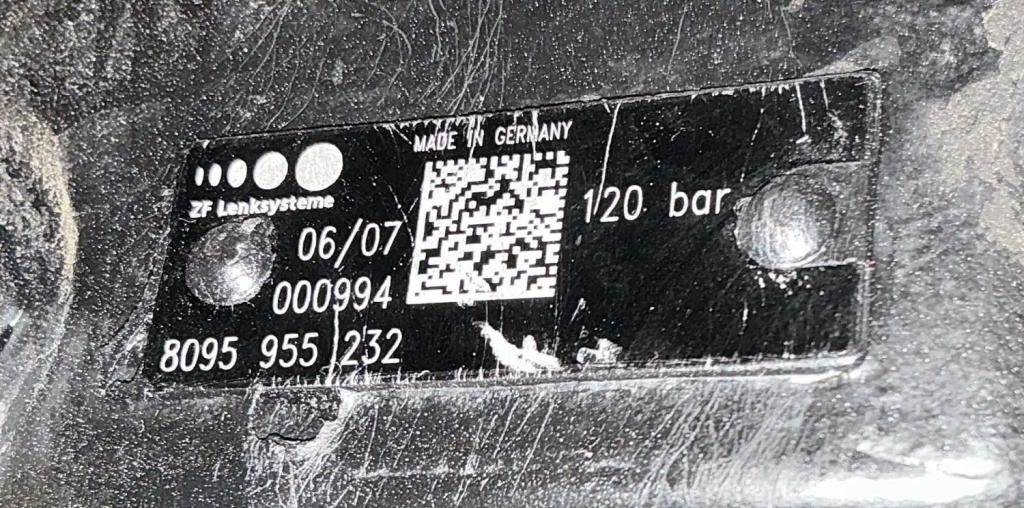 MADE IN GERMANY
ZF Lenksysteme
120 bar
06/07
000994
8095 955 232